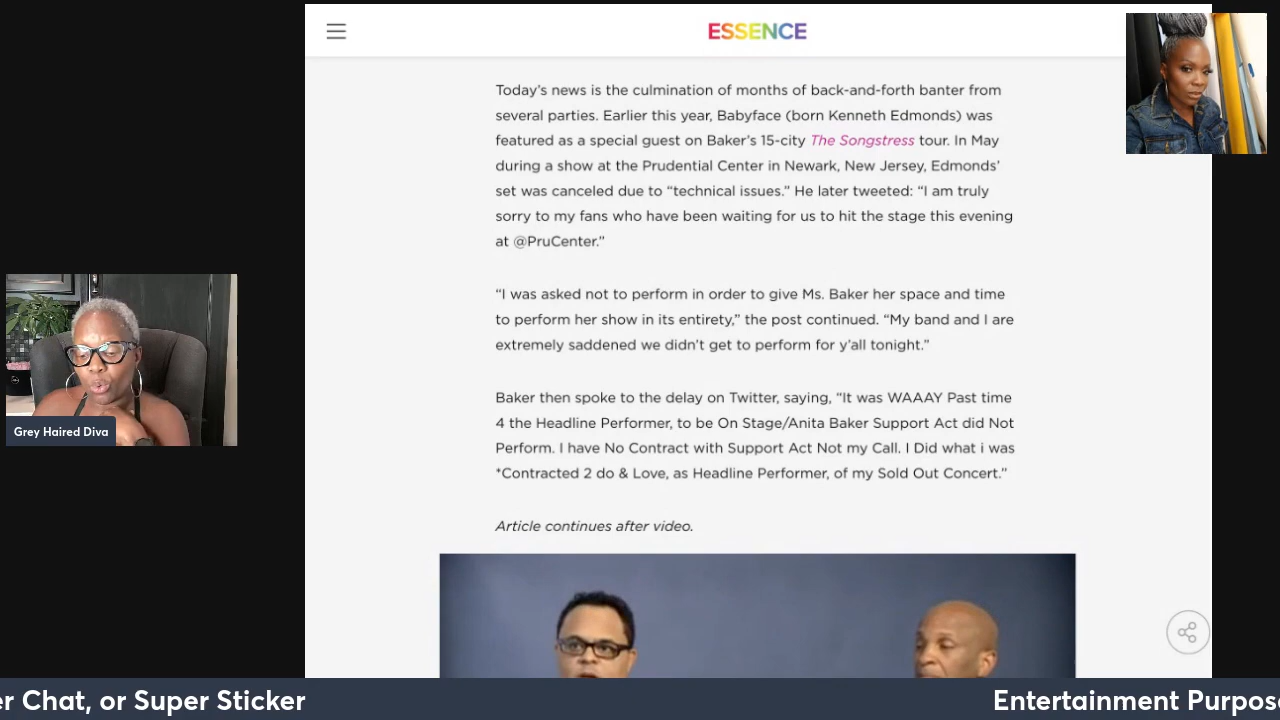 ESSENCE
Today’s news is the culmination of months of back-and-forth banter from
several parties. Earlier this year, Babyface (born Kenneth Edmonds) was
featured as a special guest on Baker’s 15-city The Songstress tour. In May
during a show at the Prudential Center in Newark, New Jersey, Edmonds’
set was canceled due to “technical issues.” He later tweeted: “I am truly
sorry to my fans who have been waiting for us to hit the stage this evening
at @PruCenter.”
“I was asked not to perform in order to give Ms. Baker her space and time
to perform her show in its entirety,” the post continued. “My band and I are
extremely saddened we didn’t get to perform for y’all tonight.”
Baker then spoke to the delay on Twitter, saying, “It was WAAAY Past time
4 the Headline Performer, to be On Stage/Anita Baker Support Act did Not
Perform. I have No Contract with Support Act Not my Call. I Did what i was
*Contracted 2 do & Love, as Headline Performer, of my Sold Out Concert.”
Article continues after video.
Grey Haired Diva
er Chat, or Super Sticker
Entertainment Purpos